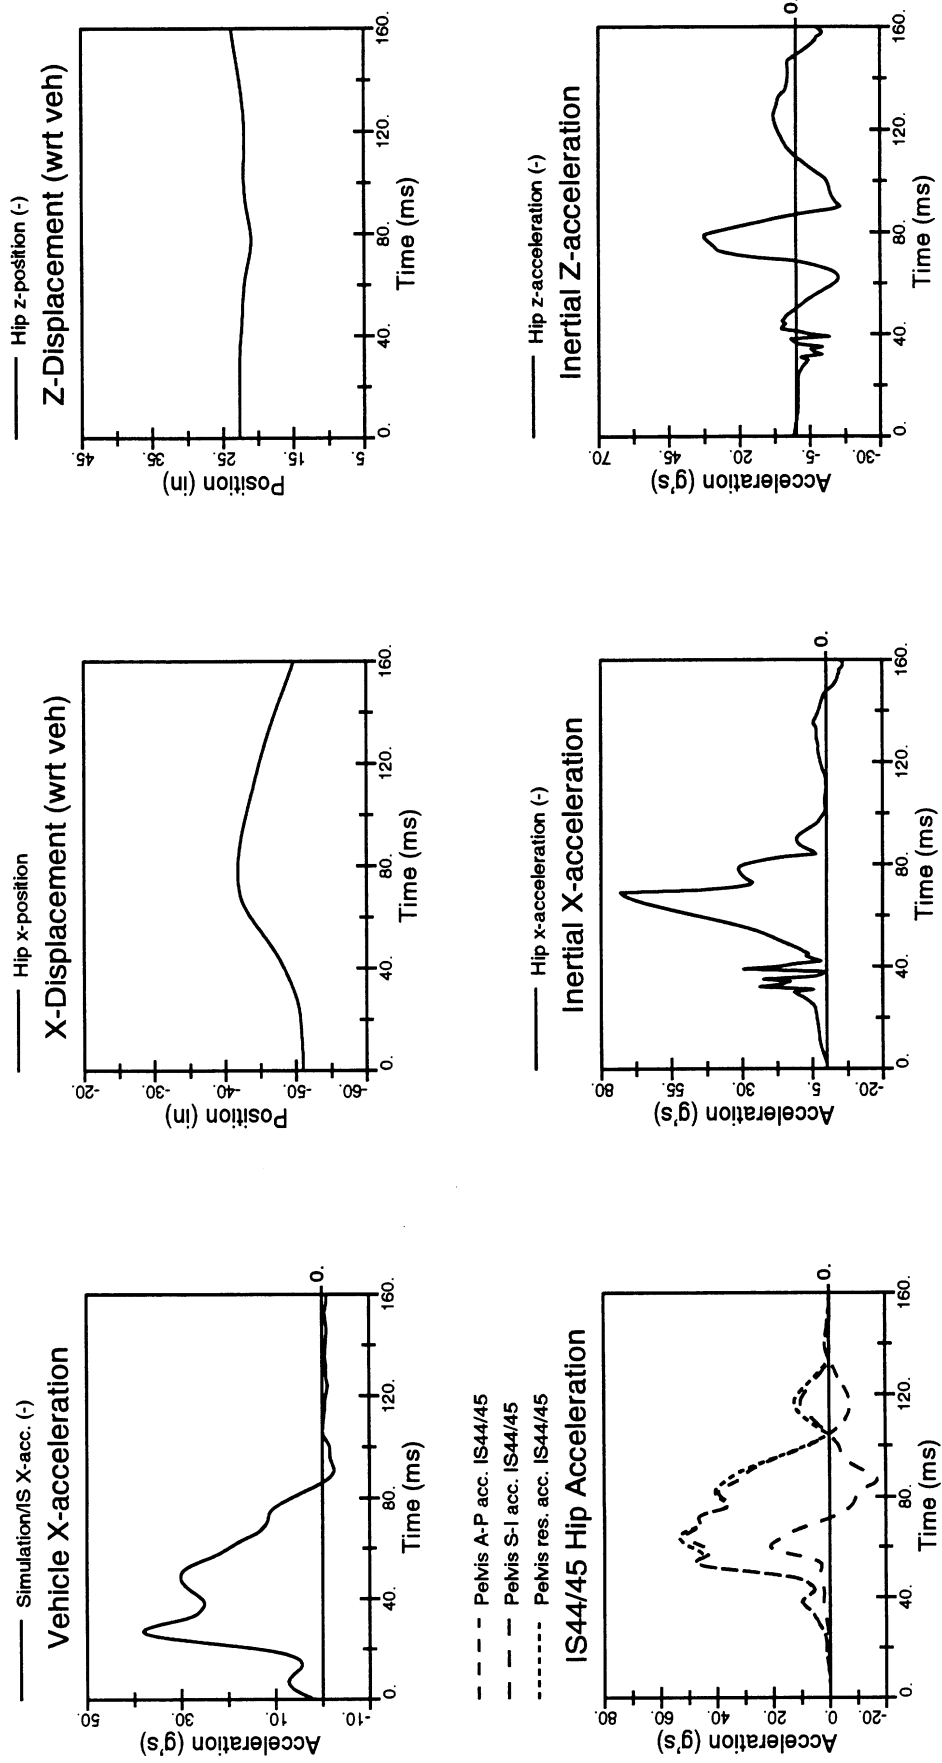 Simulation/IS X-acc. (-)
Vehicle X-acceleration
Acceleration (g's)
50.
30.
10.
-10.
0.
0.
40.
80.
120.
160.
Time (ms)
Hip x-position
X-Displacement (wrt veh)
Position (in)
-20.
-30.
-40.
-50.
-60.
0.
40.
80.
120.
160.
Time (ms)
Hip z-position (-)
Z-Displacement (wrt veh)
Position (in)
45.
35.
25.
15.
5.
0.
40.
80.
120.
160.
Time (ms)
Pelvis A-P acc. IS44/45
Pelvis S-I acc. IS44/45
Pelvis res. acc. IS44/45
IS44/45 Hip Acceleration
Acceleration (g's)
80.
60.
40.
20.
0.
-20.
0.
0.
40.
80.
120.
160.
Time (ms)
Hip x-acceleration (-)
Inertial X-acceleration
Acceleration (g's)
80.
55.
30.
5.
-20.
0.
0.
40.
80.
120.
160.
Time (ms)
Hip z-acceleration (-)
Inertial Z-acceleration
Acceleration (g's)
70.
45.
20.
-5.
-30.
0.
0.
40.
80.
120.
160.
Time (ms)